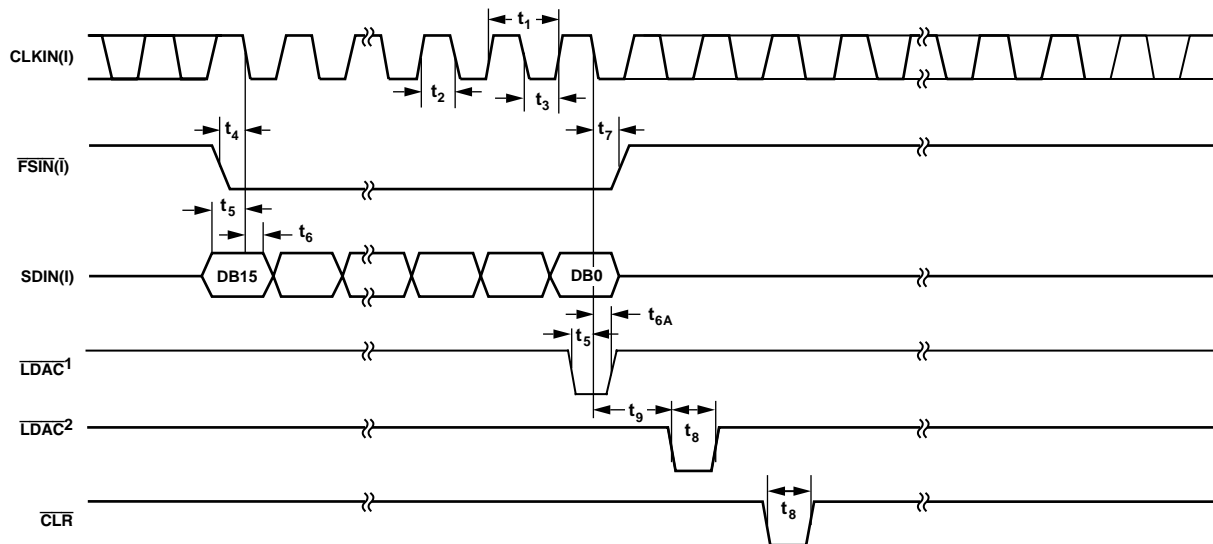 t1
CLKIN(I)
t2
t3
t4
t7
FSIN(I)
t5
t6
SDIN(I)
DB15
DB0
t6A
t5
LDAC1
t9
t8
LDAC2
t8
CLR